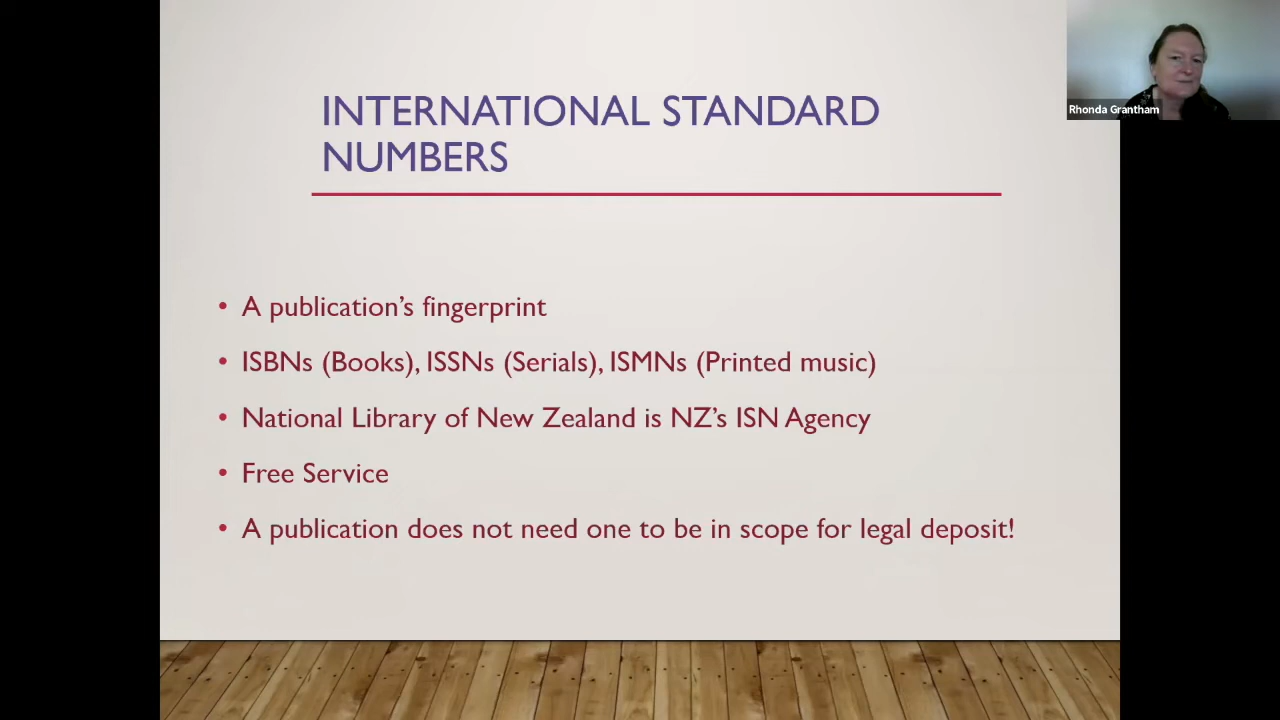 INTERNATIONAL STANDARD
NUMBERS
Rhonda Grantham
• A publication’s fingerprint
• ISBNs (Books), ISSNs (Serials), ISMNs (Printed music)
• National Library of New Zealand is NZ’s ISN Agency
• Free Service
• A publication does not need one to be in scope for legal deposit!